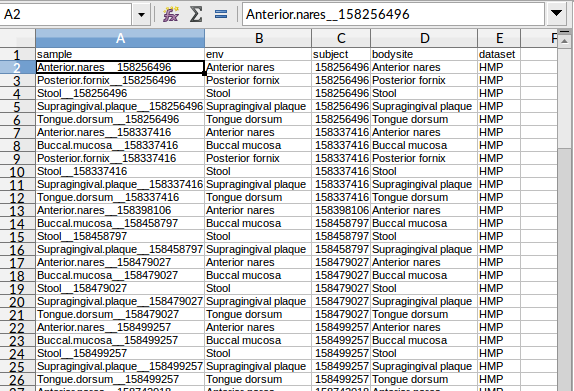 A2 Anterior.nares__158256496
A B C D E F
1 sample env subject bodysite dataset
2 Anterior.nares__158256496 Anterior nares 158256496 Anterior nares HMP
3 Posterior.fornix__158256496 Posterior fornix 158256496 Posterior fornix HMP
4 Stool__158256496 Stool 158256496 Stool HMP
5 Supragingival.plaque__158256496 Supragingival plaque 158256496 Supragingival plaque HMP
6 Tongue.dorsum__158256496 Tongue dorsum 158256496 Tongue dorsum HMP
7 Anterior.nares__158337416 Anterior nares 158337416 Anterior nares HMP
8 Buccal.mucosa__158337416 Buccal mucosa 158337416 Buccal mucosa HMP
9 Posterior.fornix__158337416 Posterior fornix 158337416 Posterior fornix HMP
10 Stool__158337416 Stool 158337416 Stool HMP
11 Supragingival.plaque__158337416 Supragingival plaque 158337416 Supragingival plaque HMP
12 Tongue.dorsum__158337416 Tongue dorsum 158337416 Tongue dorsum HMP
13 Anterior.nares__158398106 Anterior nares 158398106 Anterior nares HMP
14 Buccal.mucosa__158458797 Buccal mucosa 158458797 Buccal mucosa HMP
15 Stool__158458797 Stool 158458797 Stool HMP
16 Supragingival.plaque__158458797 Supragingival plaque 158458797 Supragingival plaque HMP
17 Anterior.nares__158479027 Anterior nares 158479027 Anterior nares HMP
18 Buccal.mucosa__158479027 Buccal mucosa 158479027 Buccal mucosa HMP
19 Stool__158479027 Stool 158479027 Stool HMP
20 Supragingival.plaque__158479027 Supragingival plaque 158479027 Supragingival plaque HMP
21 Tongue.dorsum__158479027 Tongue dorsum 158479027 Tongue dorsum HMP
22 Anterior.nares__158499257 Anterior nares 158499257 Anterior nares HMP
23 Buccal.mucosa__158499257 Buccal mucosa 158499257 Buccal mucosa HMP
24 Stool__158499257 Stool 158499257 Stool HMP
25 Supragingival.plaque__158499257 Supragingival plaque 158499257 Supragingival plaque HMP
26 Tongue.dorsum__158499257 Tongue dorsum 158499257 Tongue dorsum HMP